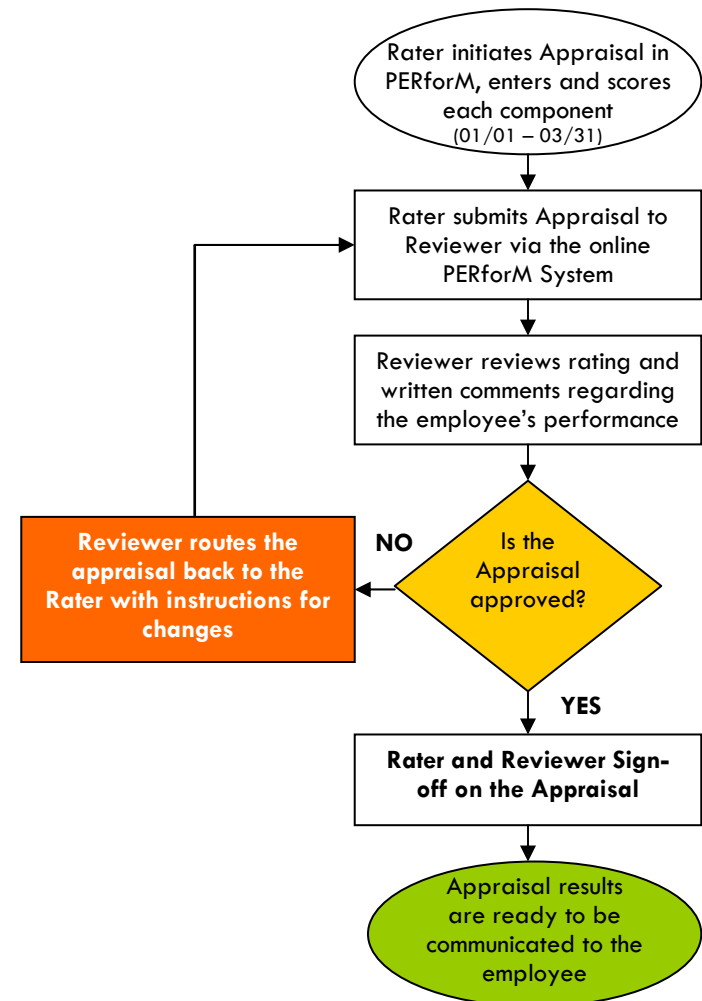 Rater initiates Appraisal in
PERforM, enters and scores
each component
(01/01 – 03/31)
Rater submits Appraisal to
Reviewer via the online
PERforM System
Reviewer reviews rating and
written comments regarding
the employee’s performance
Is the
Appraisal
approved?
NO
Reviewer routes the
appraisal back to the
Rater with instructions for
changes
YES
Rater and Reviewer Sign-
off on the Appraisal
Appraisal results
are ready to be
communicated to the
employee